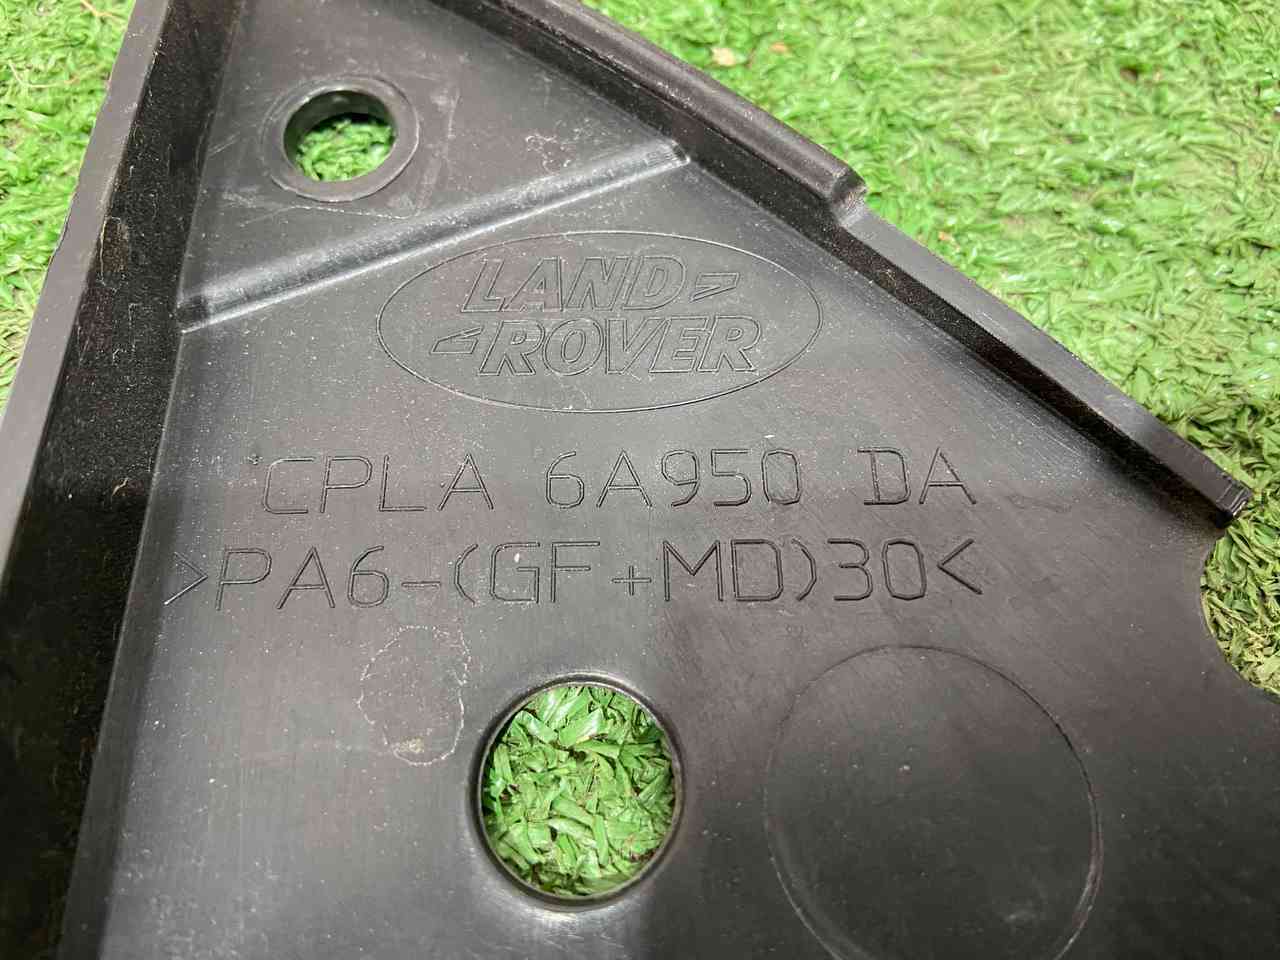 LAND
ROVER
CPLA 6A950 DA
>PA6-(GF+MD)30<